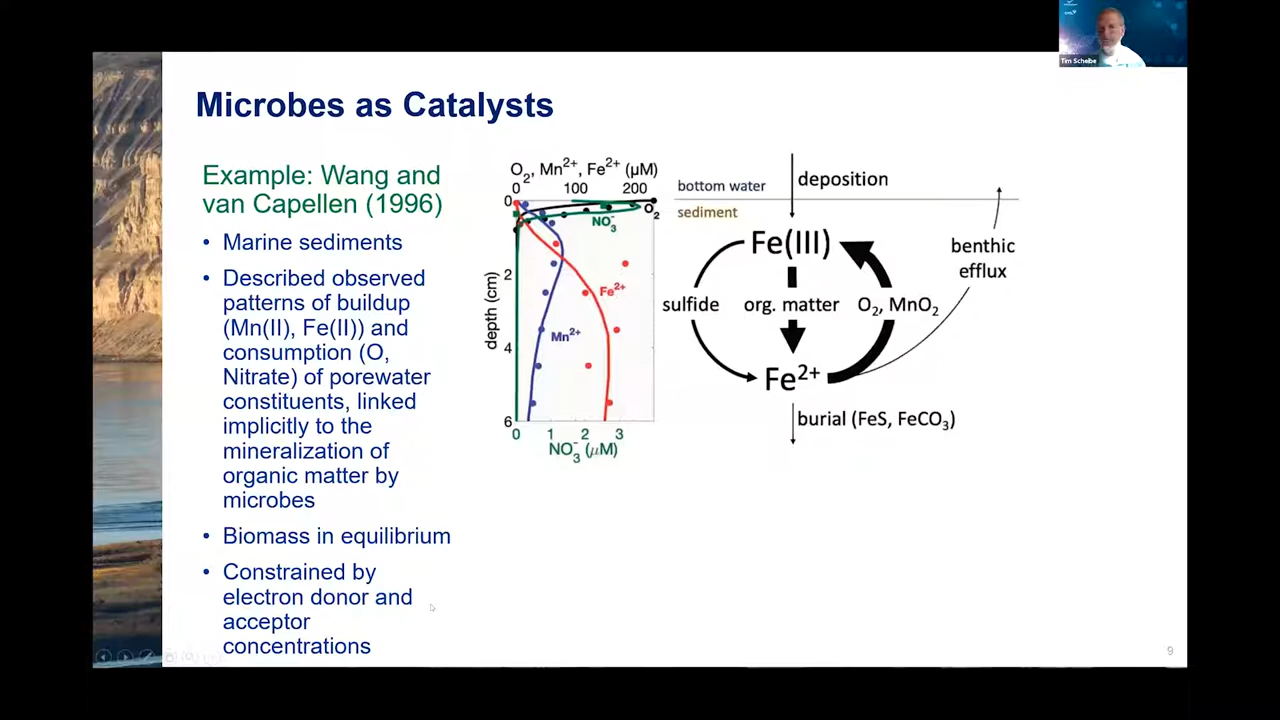 Tim Scheibe
Microbes as Catalysts
Example: Wang and
van Capellen (1996)
• Marine sediments
• Described observed
patterns of buildup
(Mn(II), Fe(II)) and
consumption (O,
Nitrate) of porewater
constituents, linked
implicitly to the
mineralization of
organic matter by
microbes
• Biomass in equilibrium
• Constrained by
electron donor and
acceptor
concentrations
O₂, Mn²⁺, Fe²⁺ (μM)
0 100 200
0
2
4
6
depth (cm)
O₂
NO₃⁻
Fe²⁺
Mn²⁺
0 1 2 3
NO₃⁻ (μM)
deposition
bottom water
sediment
Fe(III)
benthic
efflux
sulfide org. matter O₂, MnO₂
Fe²⁺
burial (FeS, FeCO₃)
9